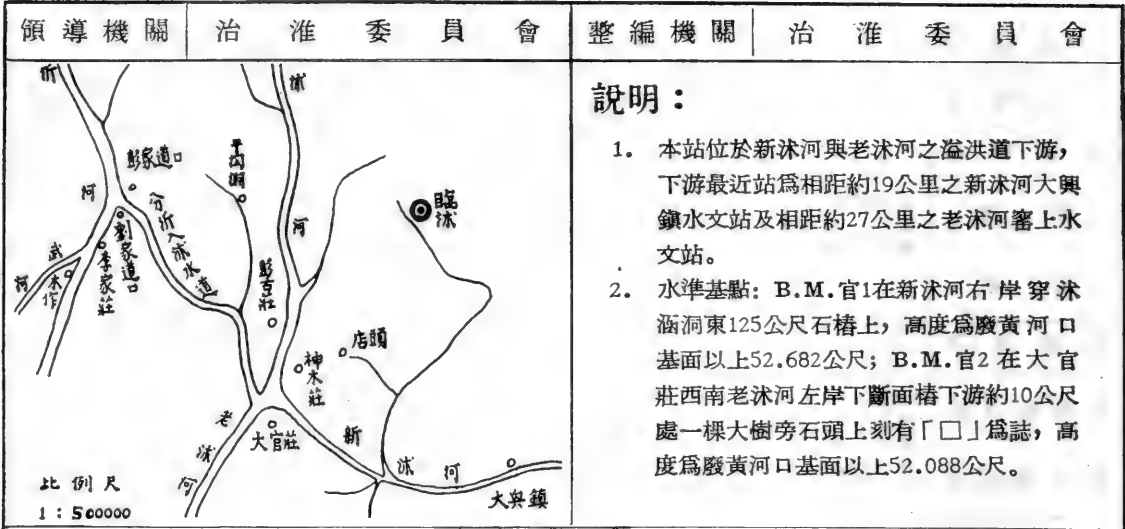 領導機關 治淮委員會 整編機關 治淮委員會
說明：
1. 本站位於新沭河與老沭河之溢洪道下游，
下游最近站爲相距約19公里之新沭河大興
鎭水文站及相距約27公里之老沭河窰上水
文站。
2. 水準基點：B.M.官1在新沭河右岸穿沭
涵洞東125公尺石樁上，高度爲廢黃河口
基面以上52.682公尺；B.M.官2在大官
莊西南老沭河左岸下斷面樁下游約10公尺
處一棵大樹旁石頭上刻有「□」爲誌，高
度爲廢黃河口基面以上52.088公尺。
沂
河
沭
河
彭家道口
分沂入沭水道
劉家道口
李家莊
武
河
臨沭
彭古莊
店頭
神木莊
大官莊
老
沭
河
新
沭
河
大興鎮
比例尺
1：500000